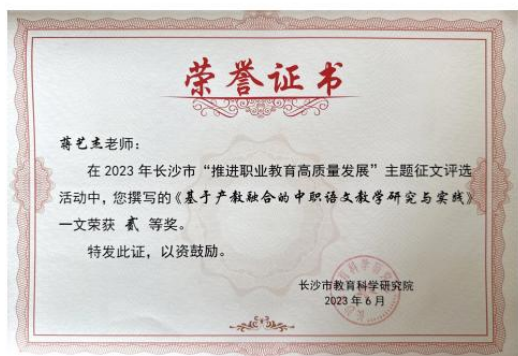 荣誉证书
蒋艺杰老师：
在 2023 年长沙市“推进职业教育高质量发展”主题征文评选
活动中，您撰写的《基于产教融合的中职语文教学研究与实践》
一文荣获 贰 等奖。
特发此证，以资鼓励。
长沙市教育科学研究院
2023 年 6 月